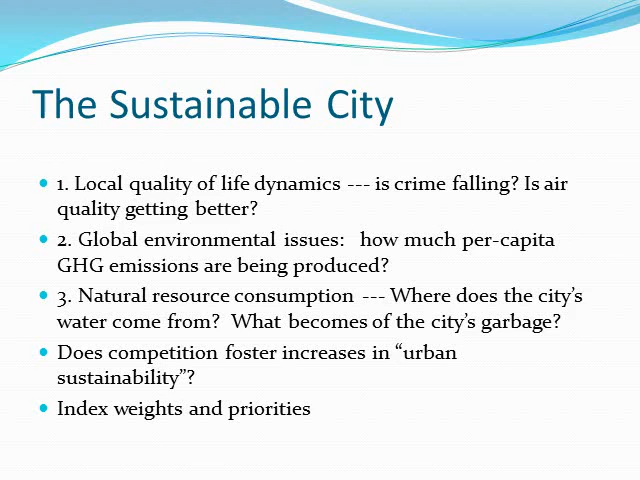 The Sustainable City
1. Local quality of life dynamics --- is crime falling? Is air
quality getting better?
2. Global environmental issues:   how much per-capita
GHG emissions are being produced?
3. Natural resource consumption --- Where does the city’s
water come from?  What becomes of the city’s garbage?
Does competition foster increases in “urban
sustainability”?
Index weights and priorities